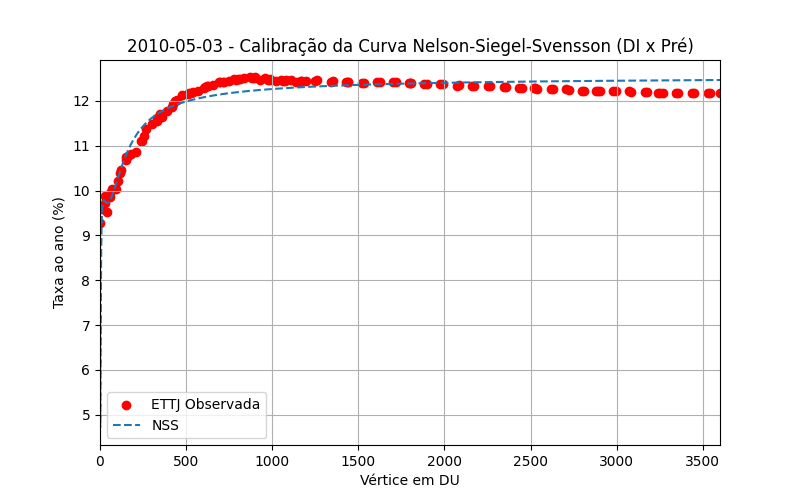 2010-05-03 - Calibração da Curva Nelson-Siegel-Svensson (DI x Pré)
Taxa ao ano (%)
12
11
10
9
8
7
6
5
ETTJ Observada
NSS
0 500 1000 1500 2000 2500 3000 3500
Vértice em DU